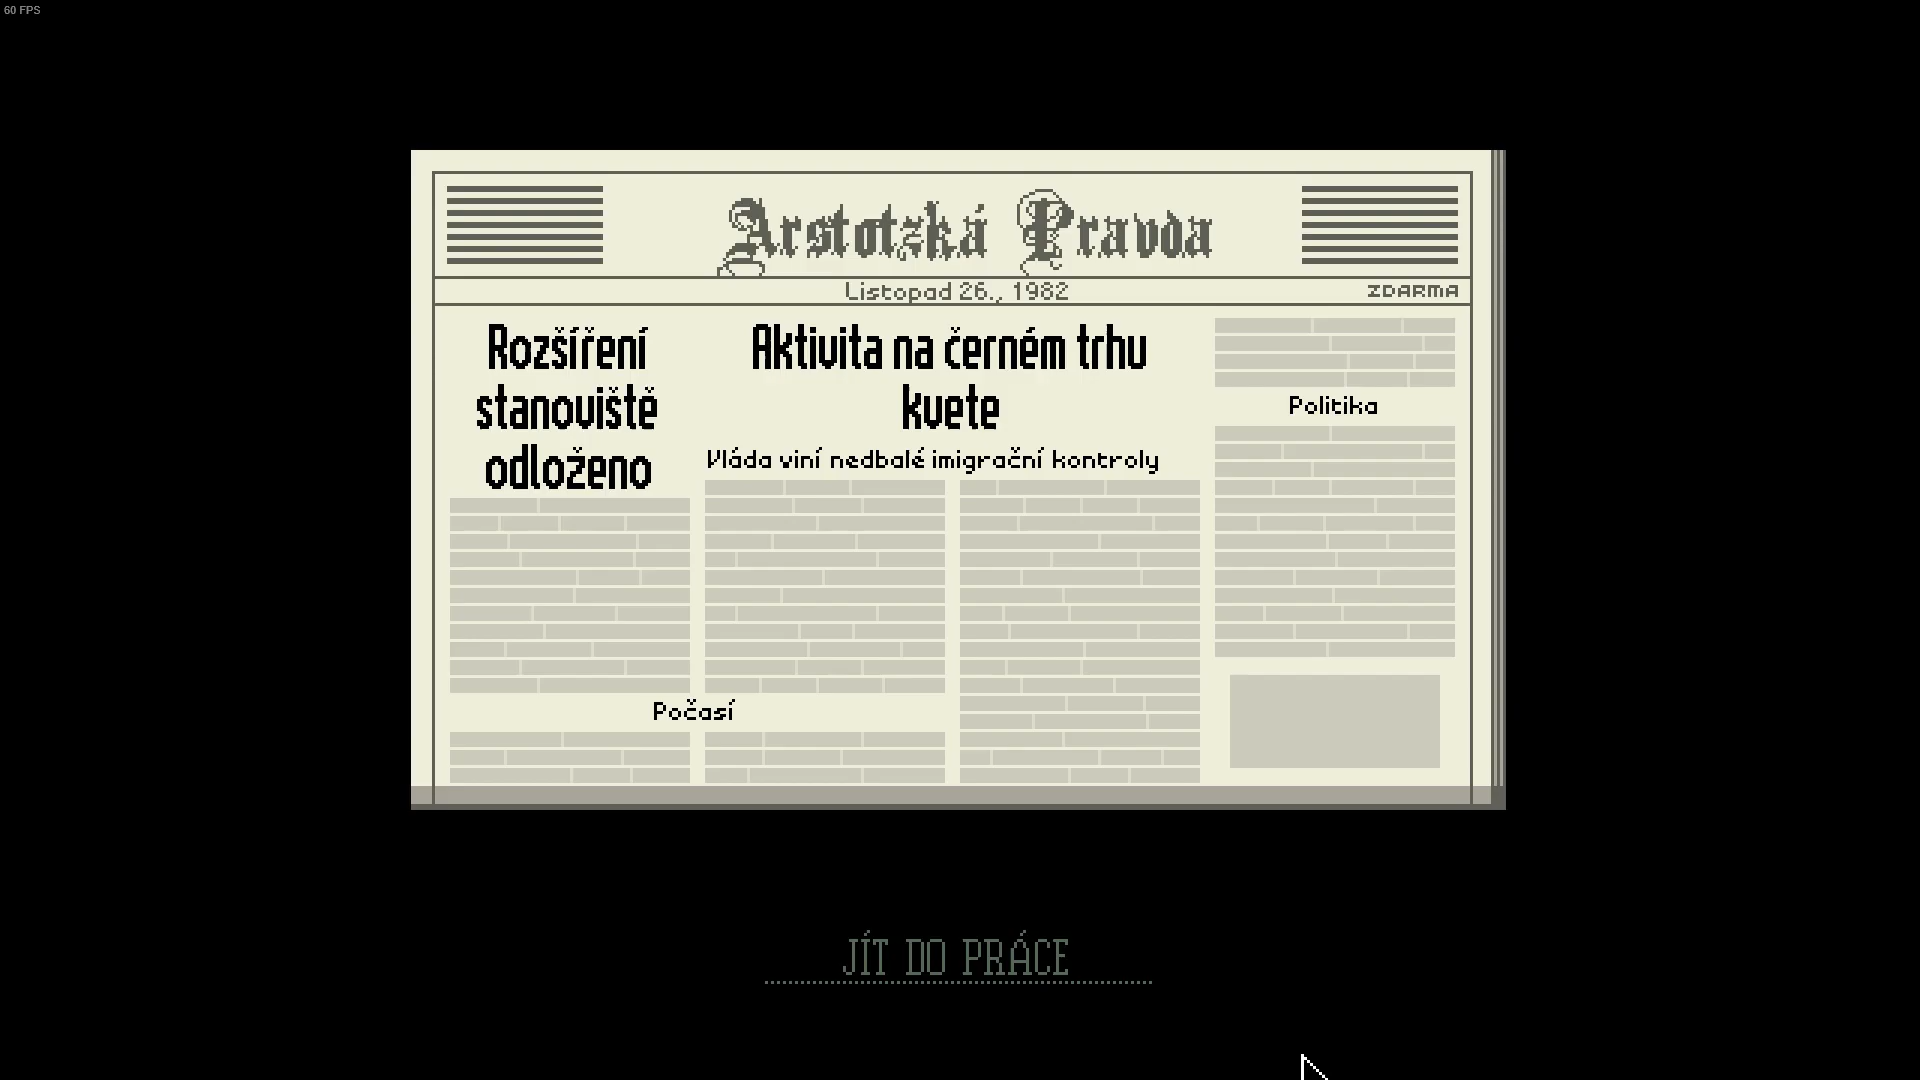 60 FPS
Arstotzká Pravda
Listopad 26., 1982
ZDARMA
Rozšíření
stanoviště
odloženo
Aktivita na černém trhu
kvete
Vláda viní nedbalé imigrační kontroly
Politika
Počasí
JÍT DO PRÁCE